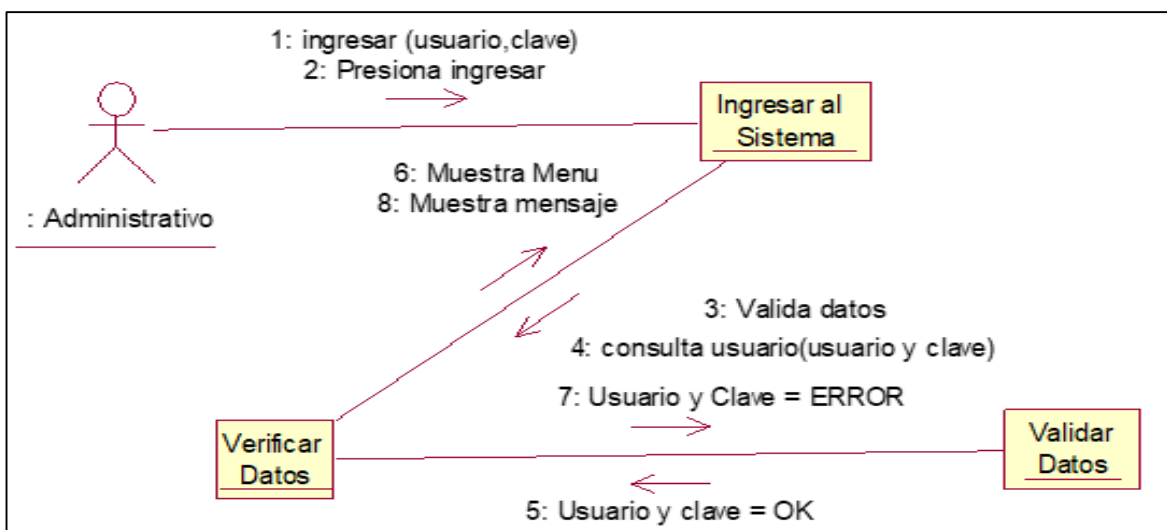 1: ingresar (usuario,clave)
2: Presiona ingresar
Ingresar al
Sistema
: Administrativo
6: Muestra Menu
8: Muestra mensaje
3: Valida datos
4: consulta usuario(usuario y clave)
7: Usuario y Clave = ERROR
Verificar
Datos
Validar
Datos
5: Usuario y clave = OK